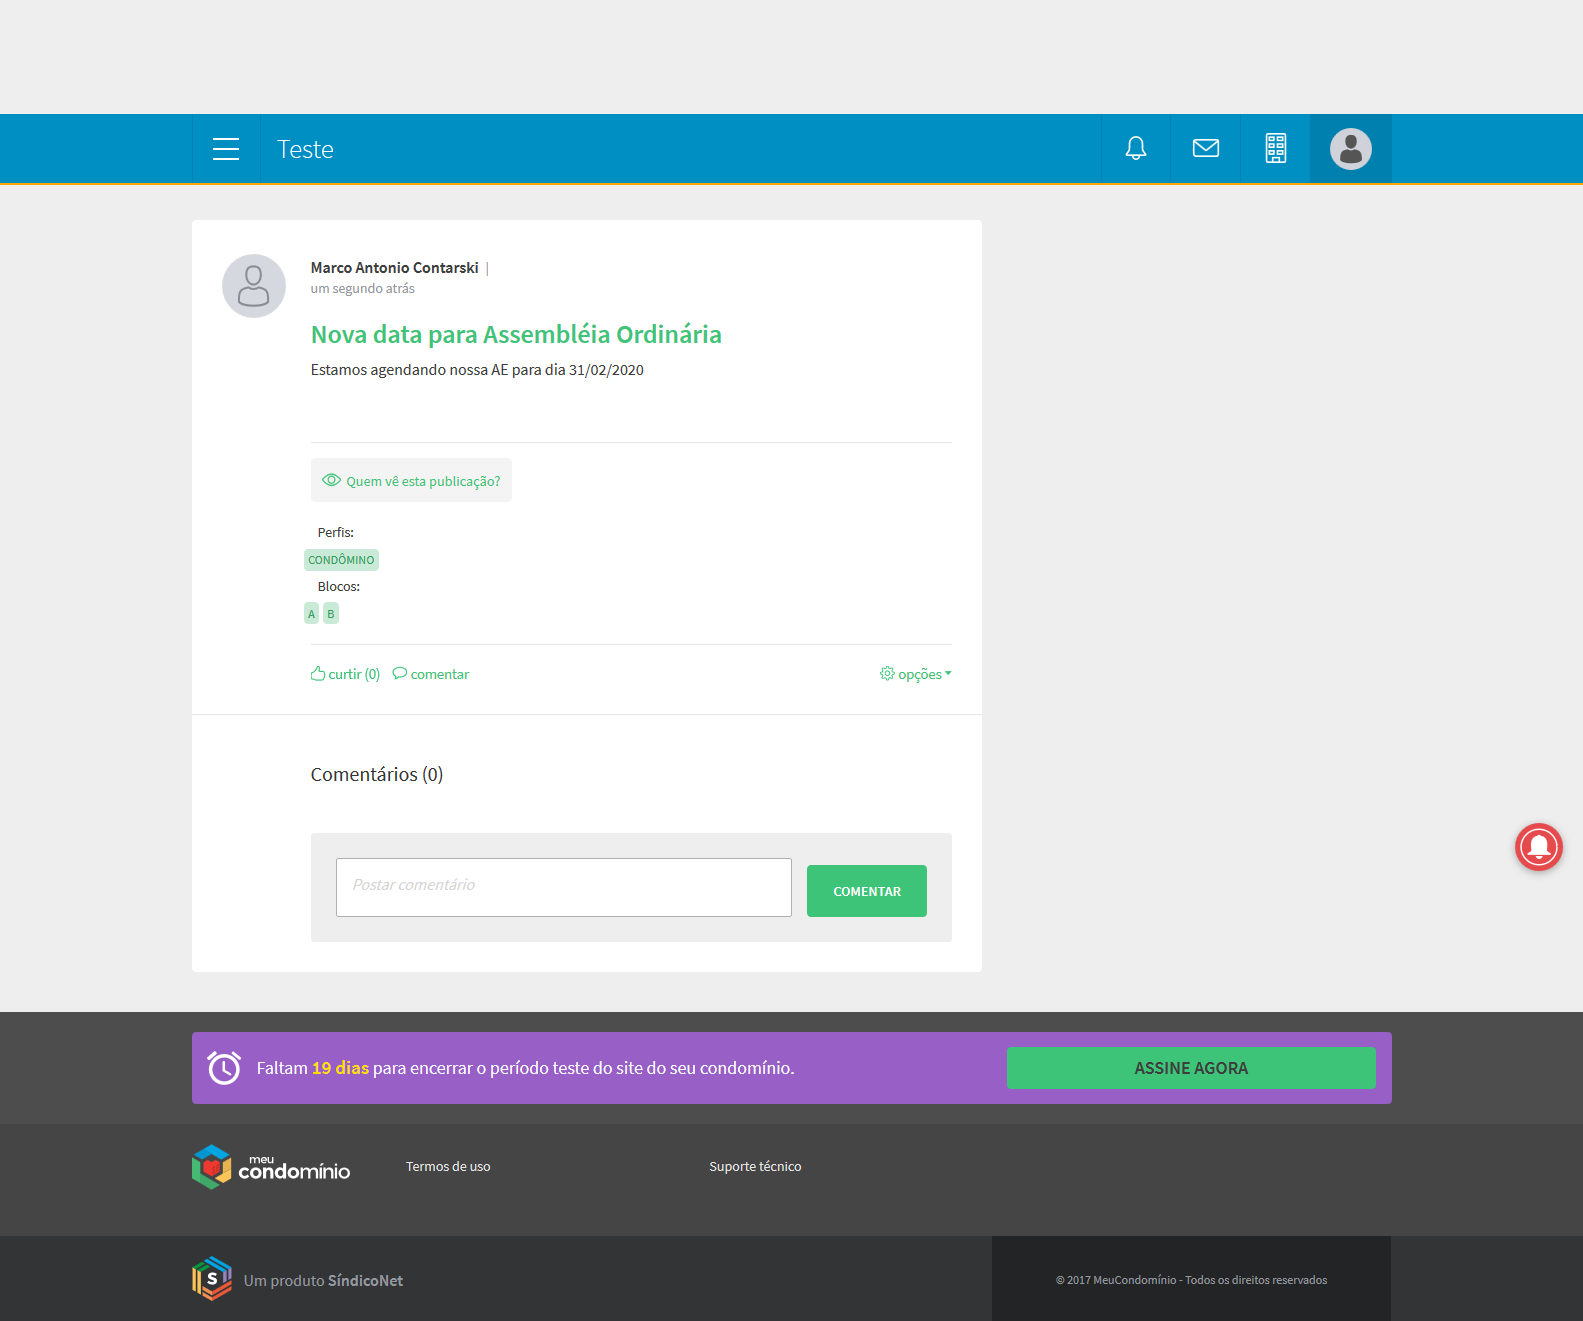 Teste
Marco Antonio Contarski |
um segundo atrás
Nova data para Assembléia Ordinária
Estamos agendando nossa AE para dia 31/02/2020
Quem vê esta publicação?
Perfis:
CONDÔMINO
Blocos:
A B
curtir (0) comentar opções
Comentários (0)
Postar comentário COMENTAR
Faltam 19 dias para encerrar o período teste do site do seu condomínio. ASSINE AGORA
meu
condomínio
Termos de uso Suporte técnico
S Um produto SíndicoNet
© 2017 MeuCondomínio - Todos os direitos reservados